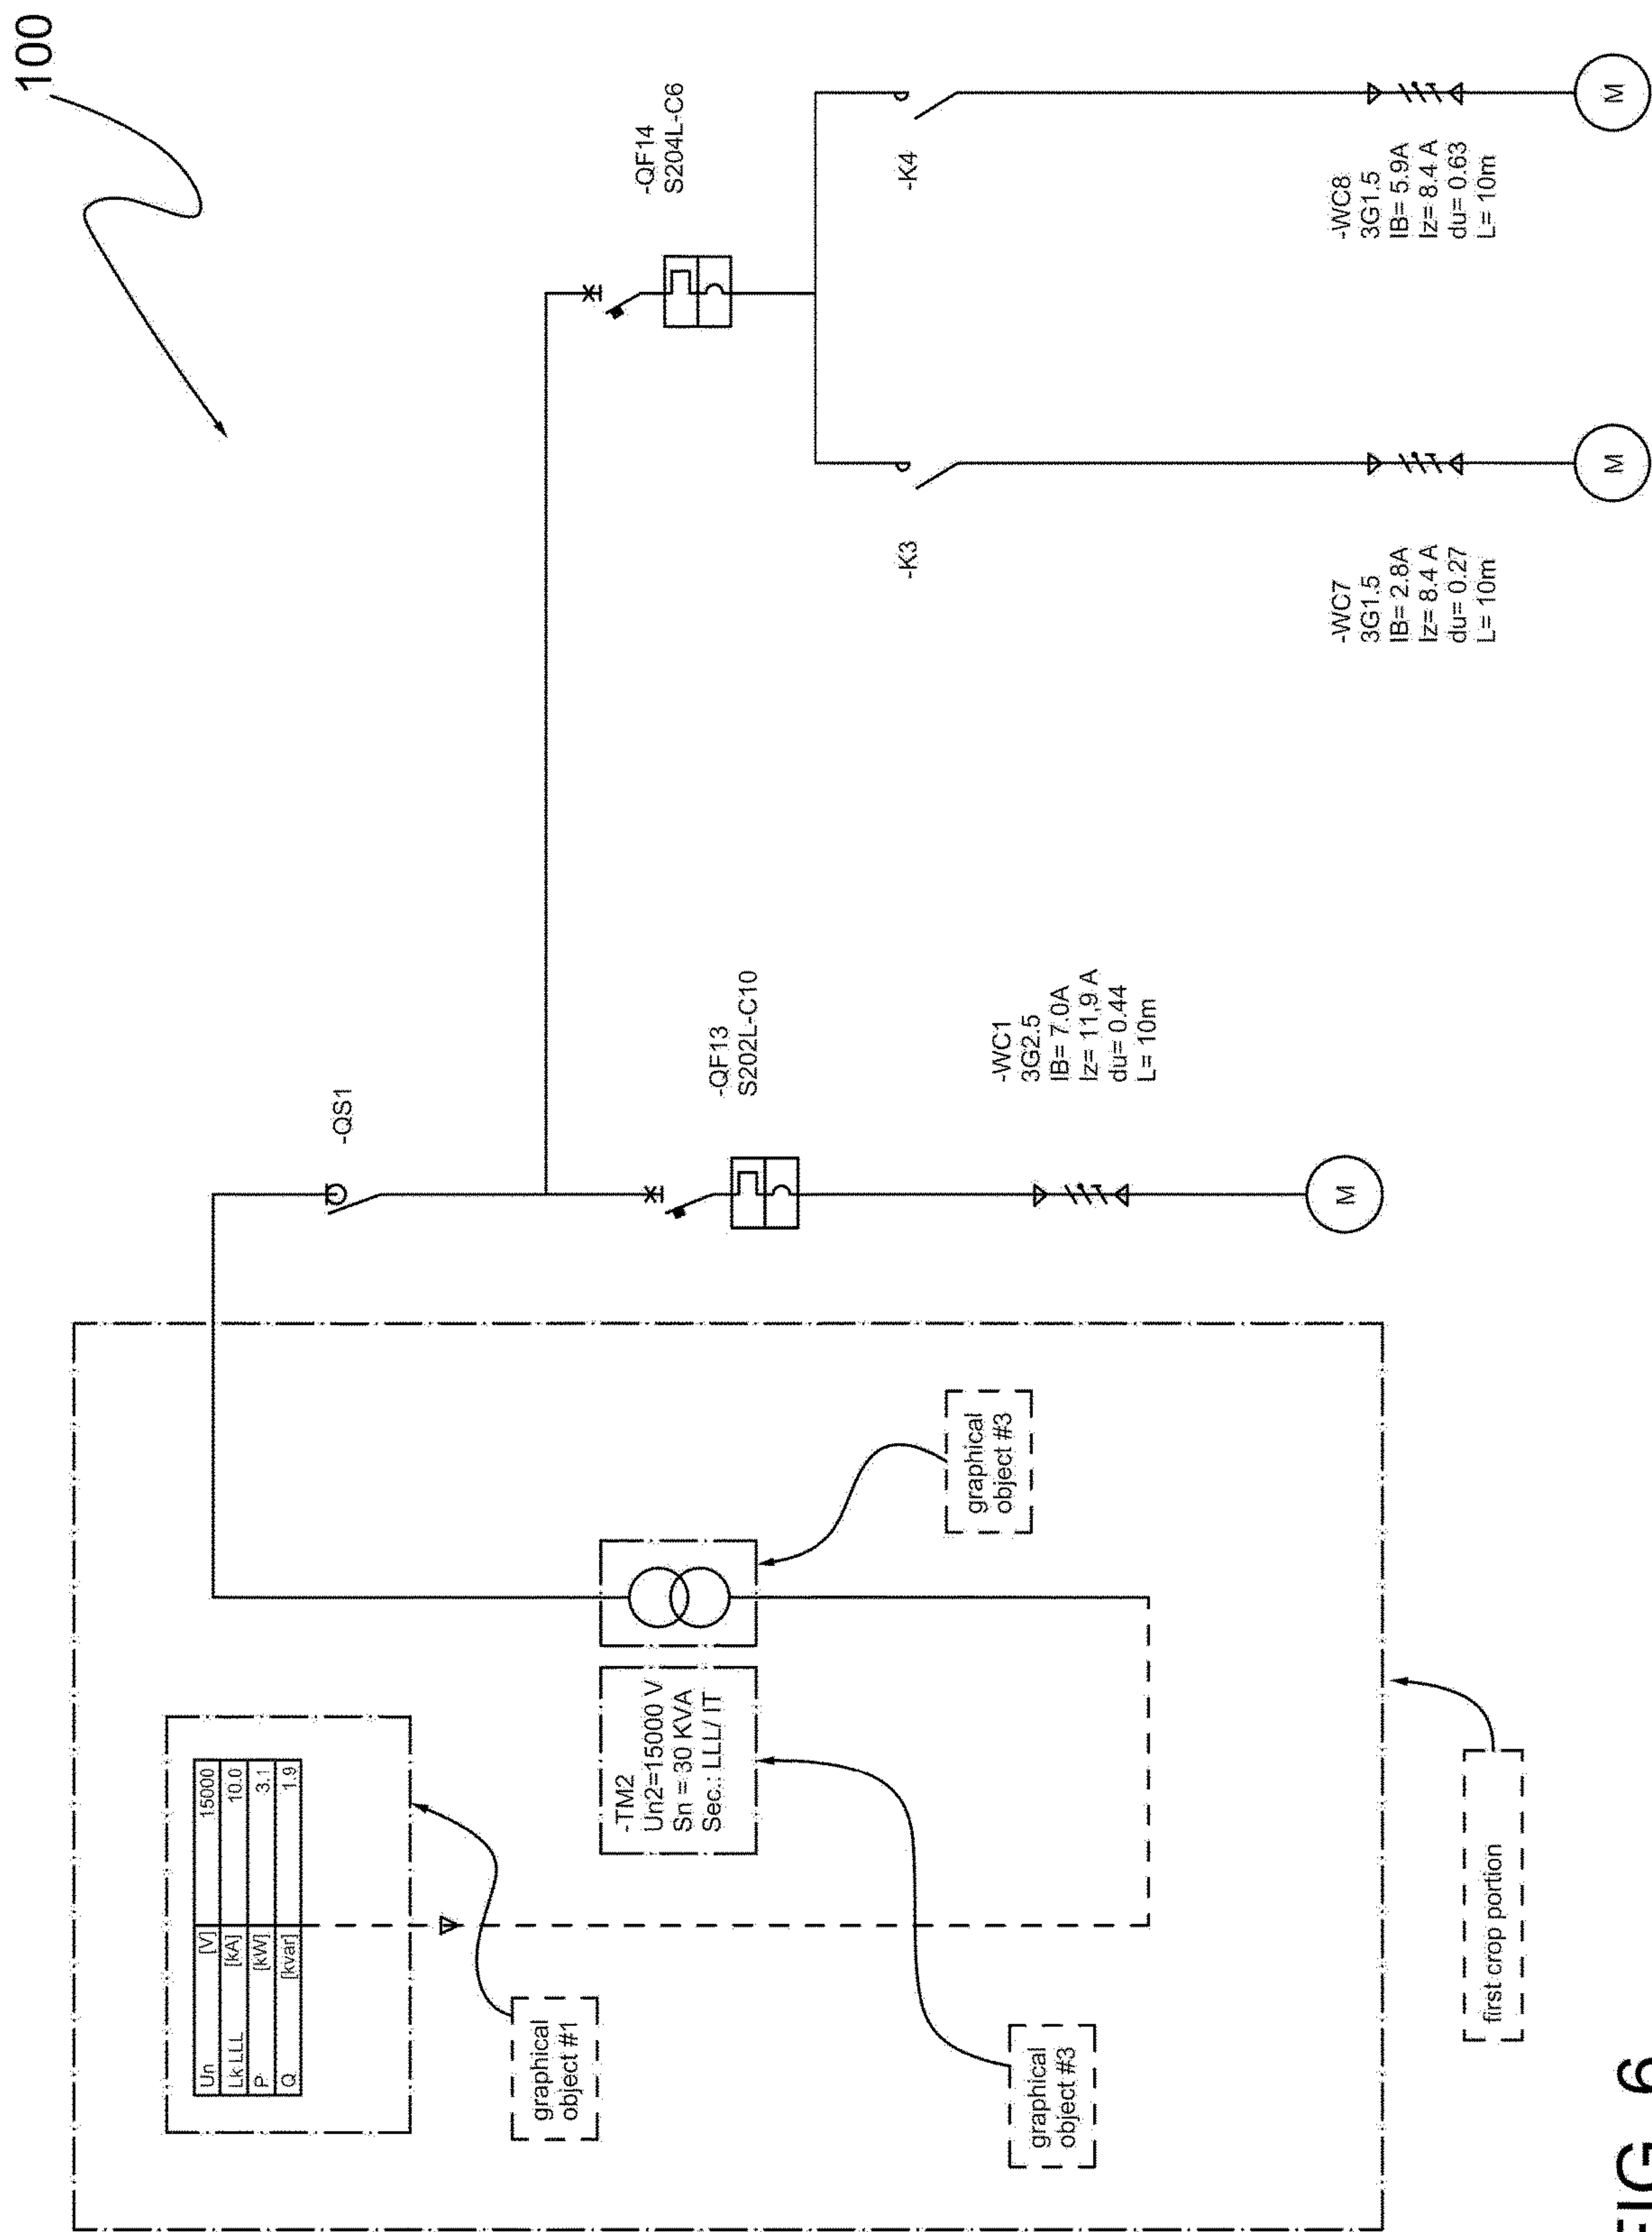 100
Un [V] 15000
Lk LLL [kA] 10.0
P [kW] 3.1
Q [kvar] 1.9
graphical
object #1
-TM2
Un2=15000 V
Sn = 30 KVA
Sec.: LLL/ IT
graphical
object #3
graphical
object #3
first crop portion
-QS1
-QF13
S202L-C10
-WC1
3G2.5
IB= 7.0A
Iz= 11,9 A
du= 0.44
L= 10m
M
-QF14
S204L-C6
-K3
-WC7
3G1.5
IB= 2.8A
Iz= 8.4 A
du= 0.27
L= 10m
M
-K4
-WC8
3G1.5
IB= 5.9A
Iz= 8.4 A
du= 0.63
L= 10m
M